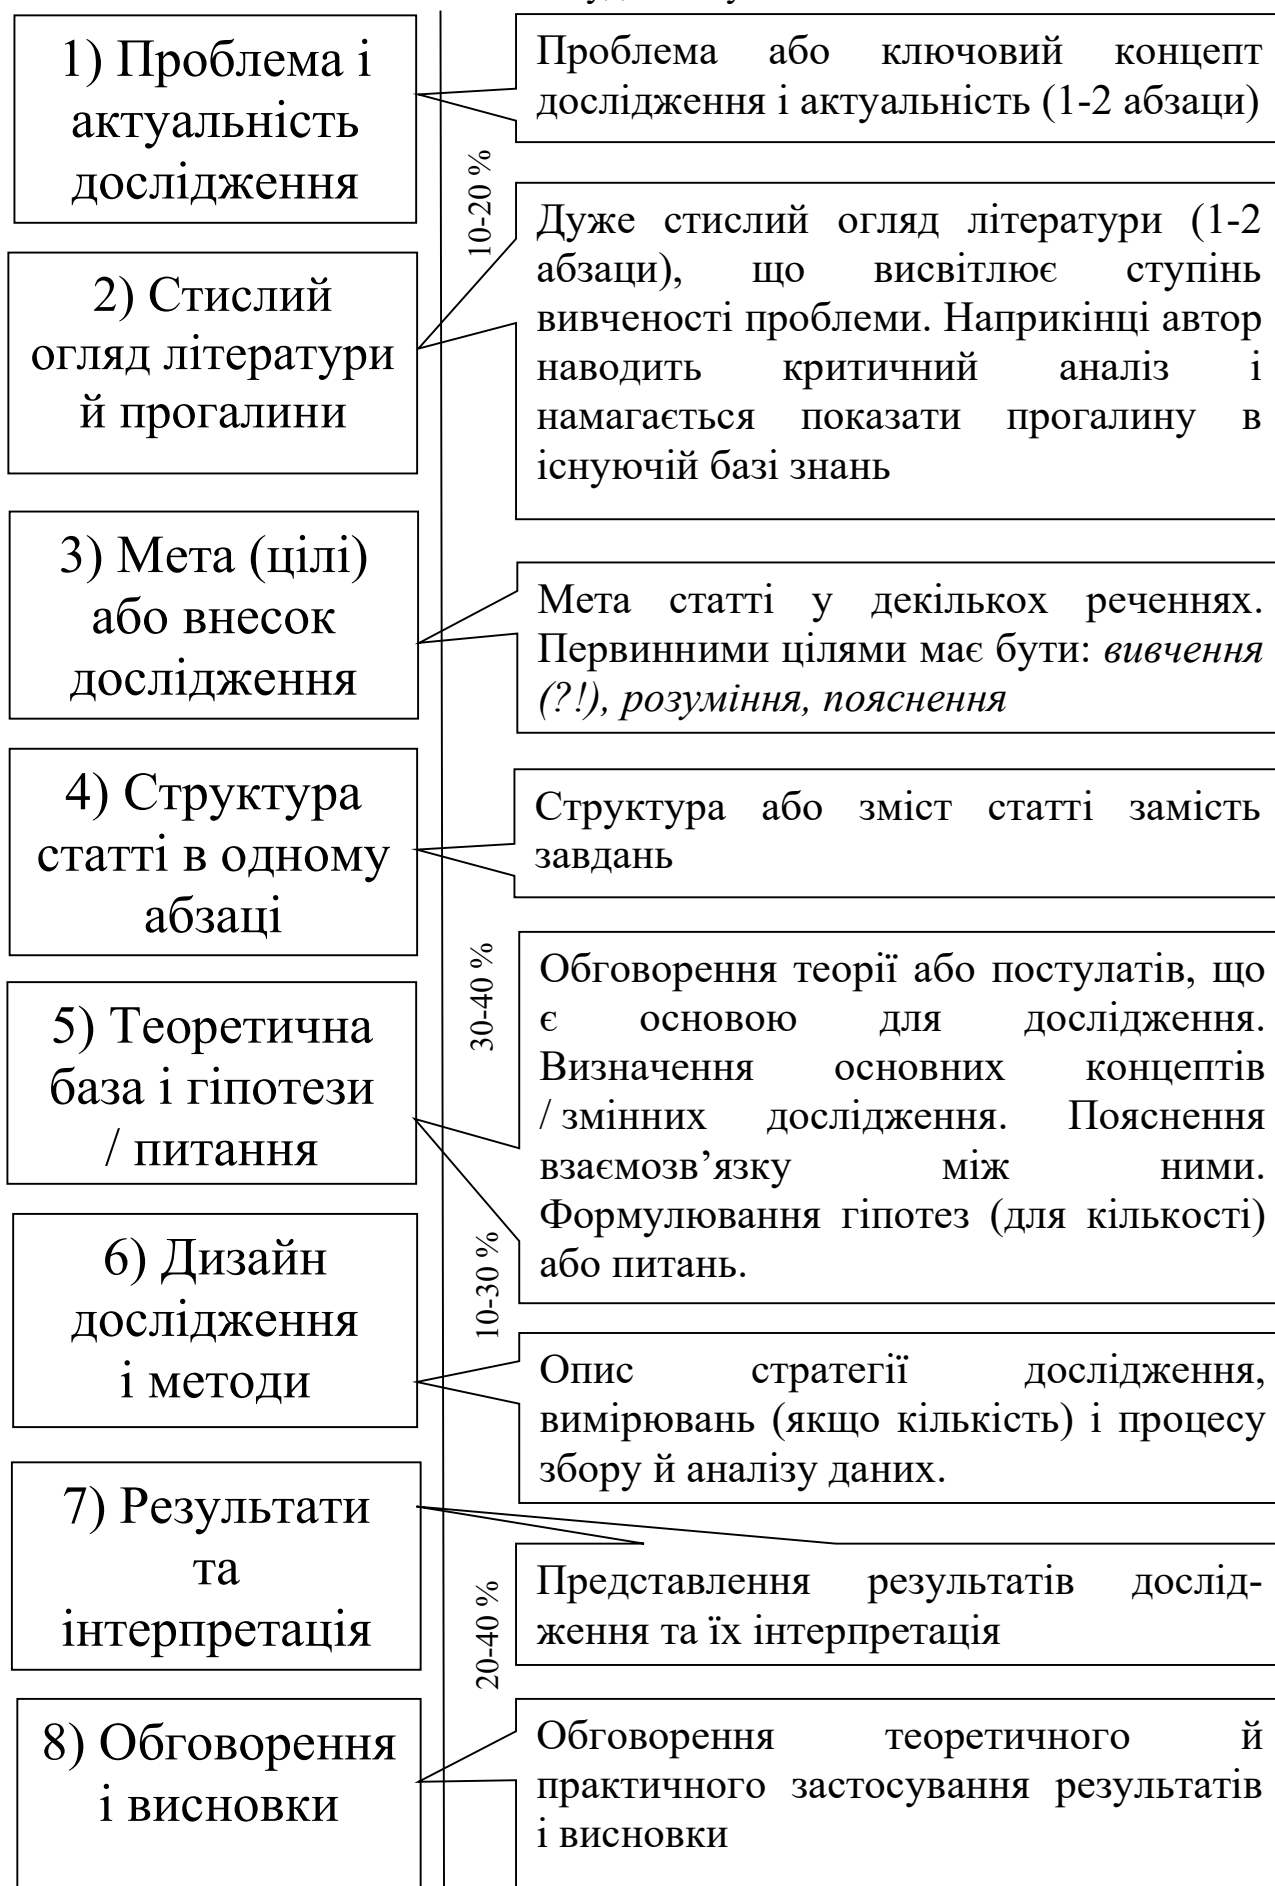 1) Проблема і
актуальність
дослідження
Проблема або ключовий концепт
дослідження і актуальність (1-2 абзаци)
10-20 %
2) Стислий
огляд літератури
й прогалини
Дуже стислий огляд літератури (1-2
абзаци), що висвітлює ступінь
вивченості проблеми. Наприкінці автор
наводить критичний аналіз і
намагається показати прогалину в
існуючій базі знань
3) Мета (цілі)
або внесок
дослідження
Мета статті у декількох реченнях.
Первинними цілями має бути: вивчення
(?!), розуміння, пояснення
4) Структура
статті в одному
абзаці
Структура або зміст статті замість
завдань
30-40 %
5) Теоретична
база і гіпотези
/ питання
Обговорення теорії або постулатів, що
є основою для дослідження.
Визначення основних концептів
/ змінних дослідження. Пояснення
взаємозв’язку між ними.
Формулювання гіпотез (для кількості)
або питань.
10-30 %
6) Дизайн
дослідження
і методи
Опис стратегії дослідження,
вимірювань (якщо кількість) і процесу
збору й аналізу даних.
7) Результати
та
інтерпретація
Представлення результатів дослід-
ження та їх інтерпретація
20-40 %
8) Обговорення
і висновки
Обговорення теоретичного й
практичного застосування результатів
і висновки